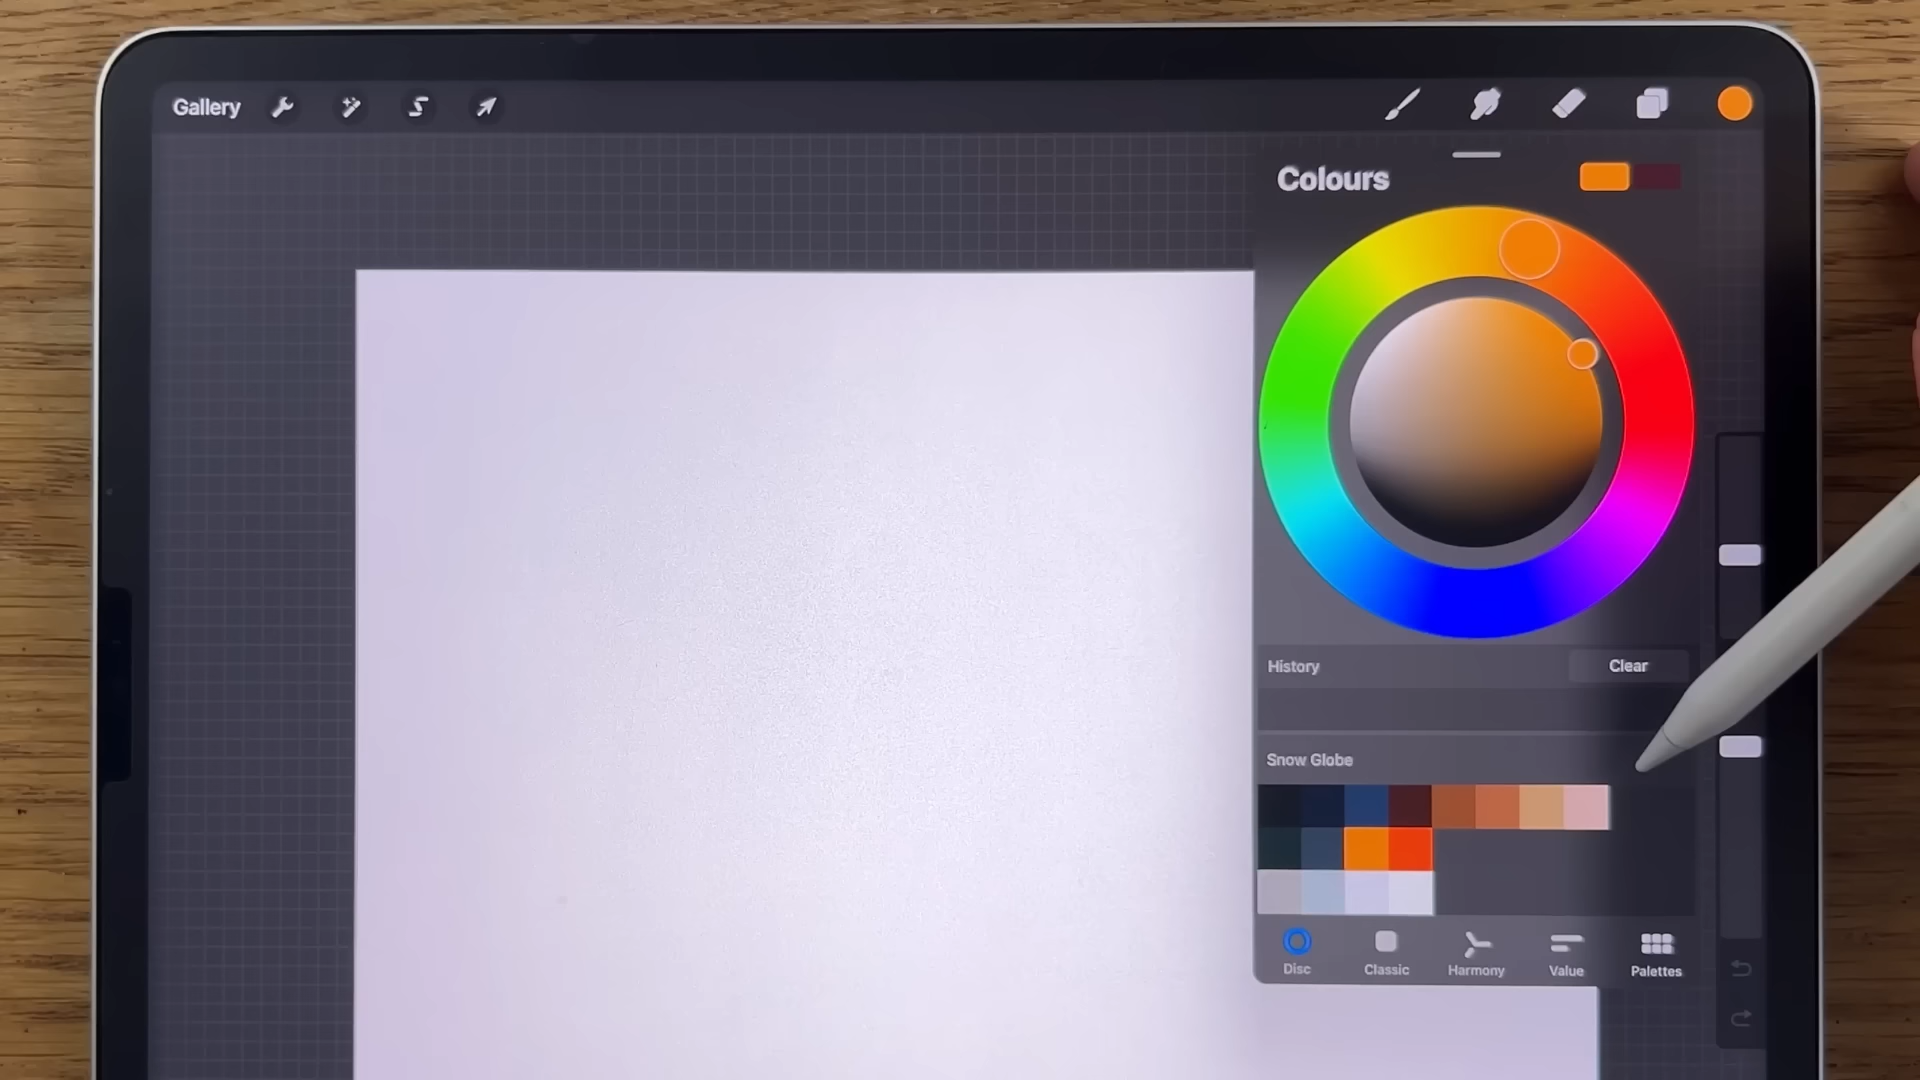 Gallery
Colours
History
Clear
Snow Globe
Disc
Classic
Harmony
Value
Palettes